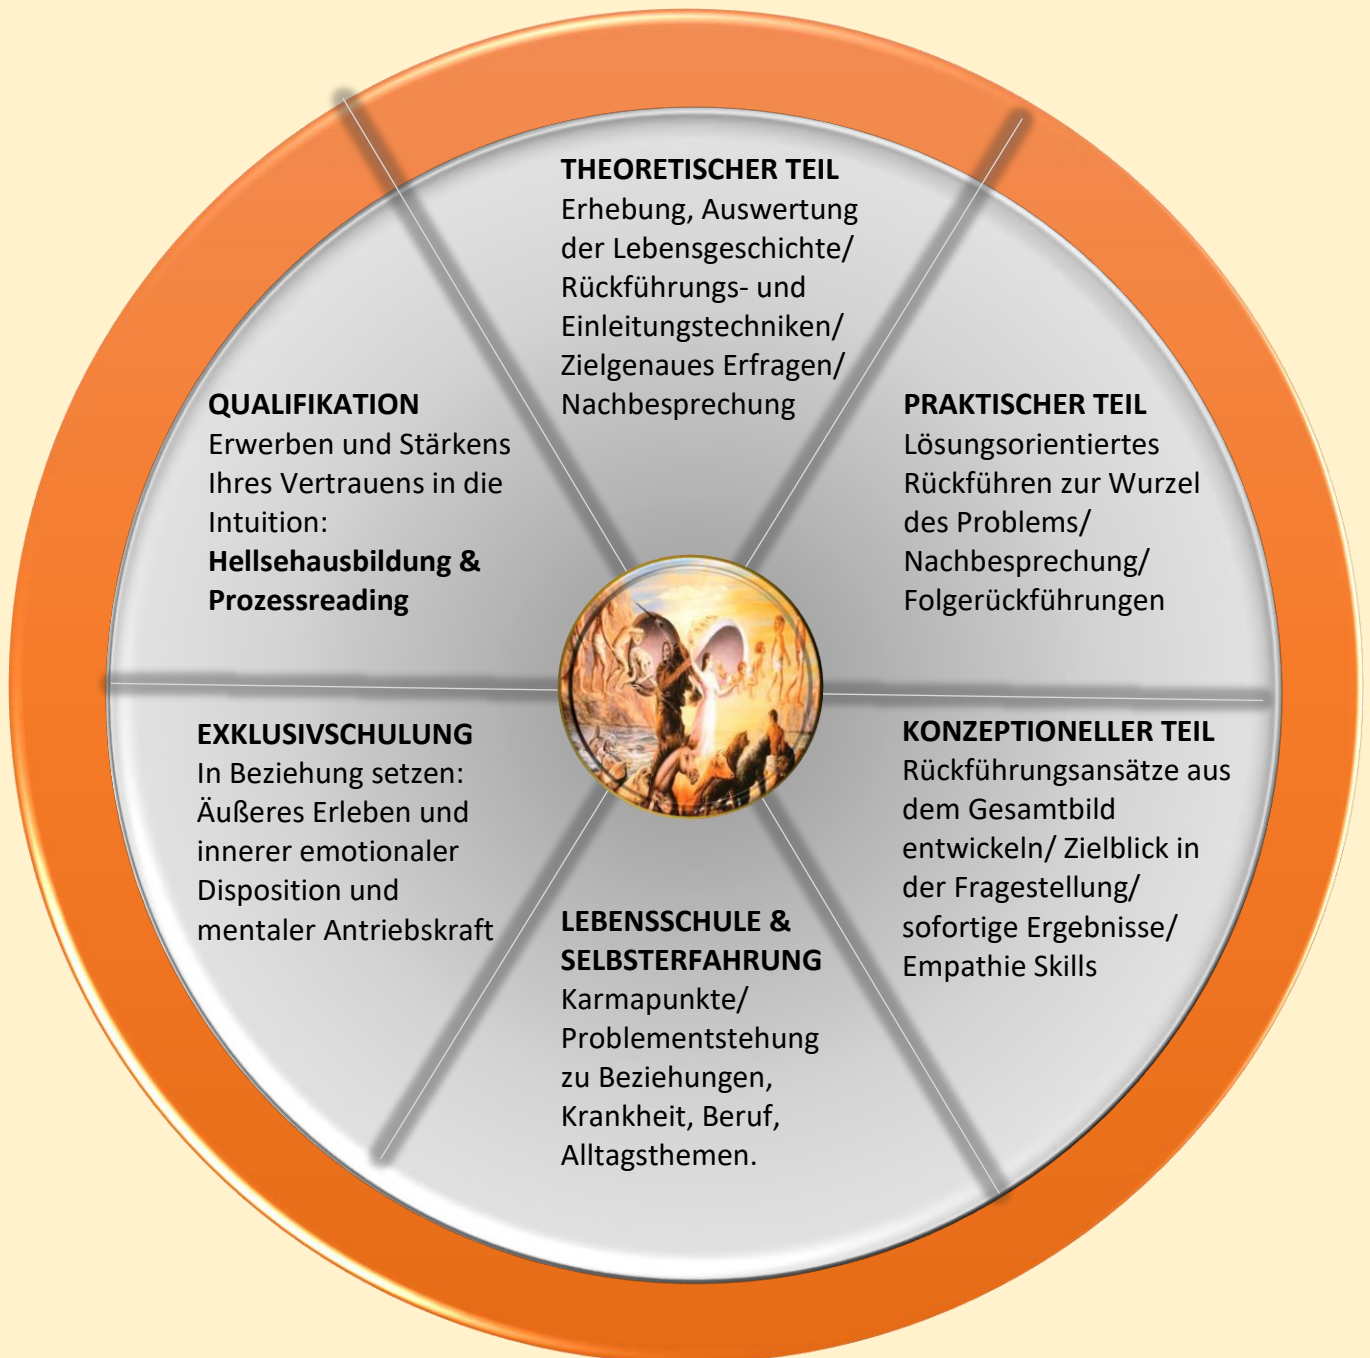 THEORETISCHER TEIL
Erhebung, Auswertung
der Lebensgeschichte/
Rückführungs- und
Einleitungstechniken/
Zielgenaues Erfragen/
Nachbesprechung
PRAKTISCHER TEIL
Lösungsorientiertes
Rückführen zur Wurzel
des Problems/
Nachbesprechung/
Folgerückführungen
KONZEPTIONELLER TEIL
Rückführungsansätze aus
dem Gesamtbild
entwickeln/ Zielblick in
der Fragestellung/
sofortige Ergebnisse/
Empathie Skills
LEBENSSCHULE &
SELBSTERFAHRUNG
Karmapunkte/
Problementstehung
zu Beziehungen,
Krankheit, Beruf,
Alltagsthemen.
EXKLUSIVSCHULUNG
In Beziehung setzen:
Äußeres Erleben und
innerer emotionaler
Disposition und
mentaler Antriebskraft
QUALIFIKATION
Erwerben und Stärkens
Ihres Vertrauens in die
Intuition:
Hellsehausbildung &
Prozessreading